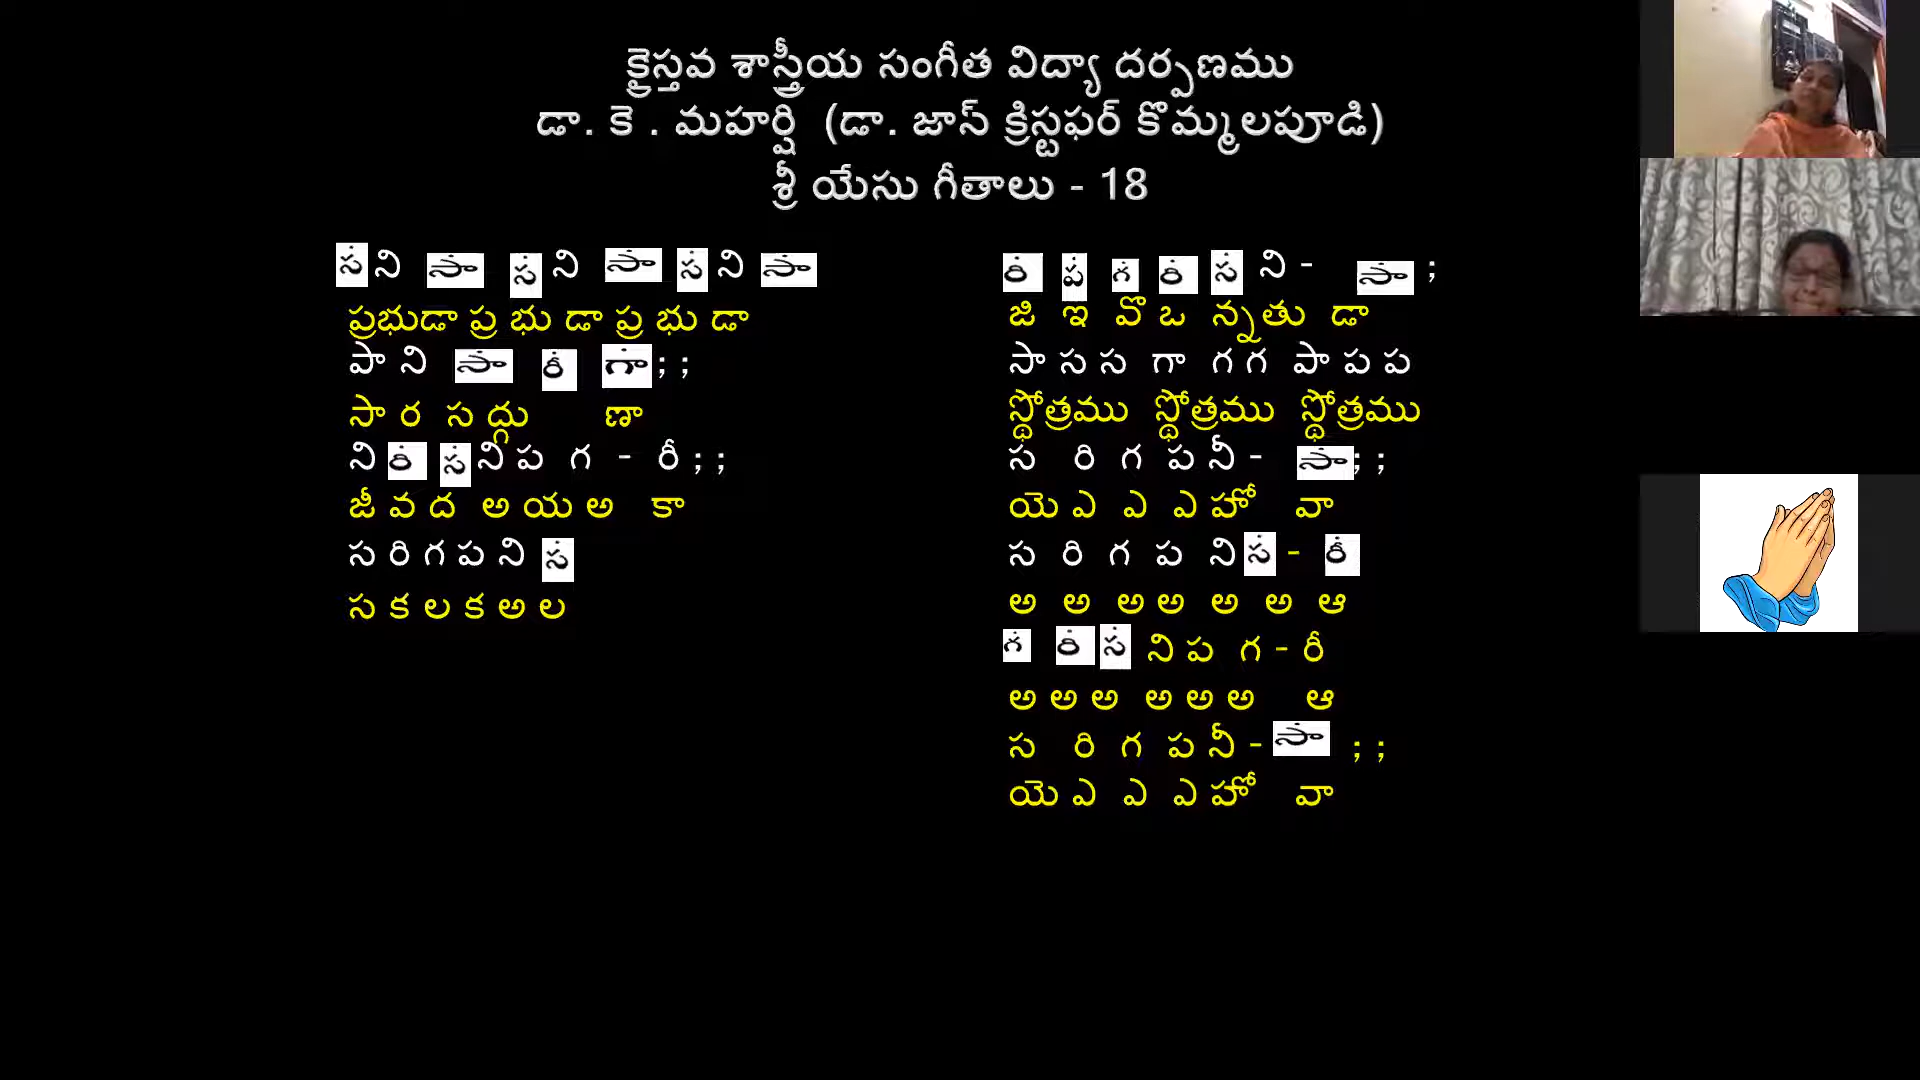 క్రైస్తవ శాస్త్రీయ సంగీత విద్యా దర్పణము
డా. కె . మహర్షి (డా. జాన్ క్రిస్టఫర్ కొమ్మలపూడి)
శ్రీ యేసు గీతాలు - 18
స̇ ని సా̇ స̇ ని సా̇ స̇ ని సా̇
ప్రభుడా ప్ర భు డా ప్ర భు డా
పా ని సా̇ రీ̇ గా̇ ; ;
సా ర స ద్గు ణా
ని రి̇ స̇ ని ప గ - రీ ; ;
జీ వ ద అ య అ కా
స రి గ ప ని స̇
స క ల క అ ల
రి̇ ప̇ గ̇ రి̇ స̇ ని - సా̇ ;
జి ఇ వొ ఒ న్నతు డా
సా స స గా గ గ పా ప ప
స్థోత్రము స్థోత్రము స్థోత్రము
స రి గ ప నీ - సా̇ ; ;
యె ఎ ఎ ఎ హో వా
స రి గ ప ని స̇ - రీ̇
అ అ అ అ అ అ ఆ
గ̇ రి̇ స̇ ని ప గ - రీ
అ అ అ అ అ అ ఆ
స రి గ ప నీ - సా̇ ; ;
యె ఎ ఎ ఎ హో వా